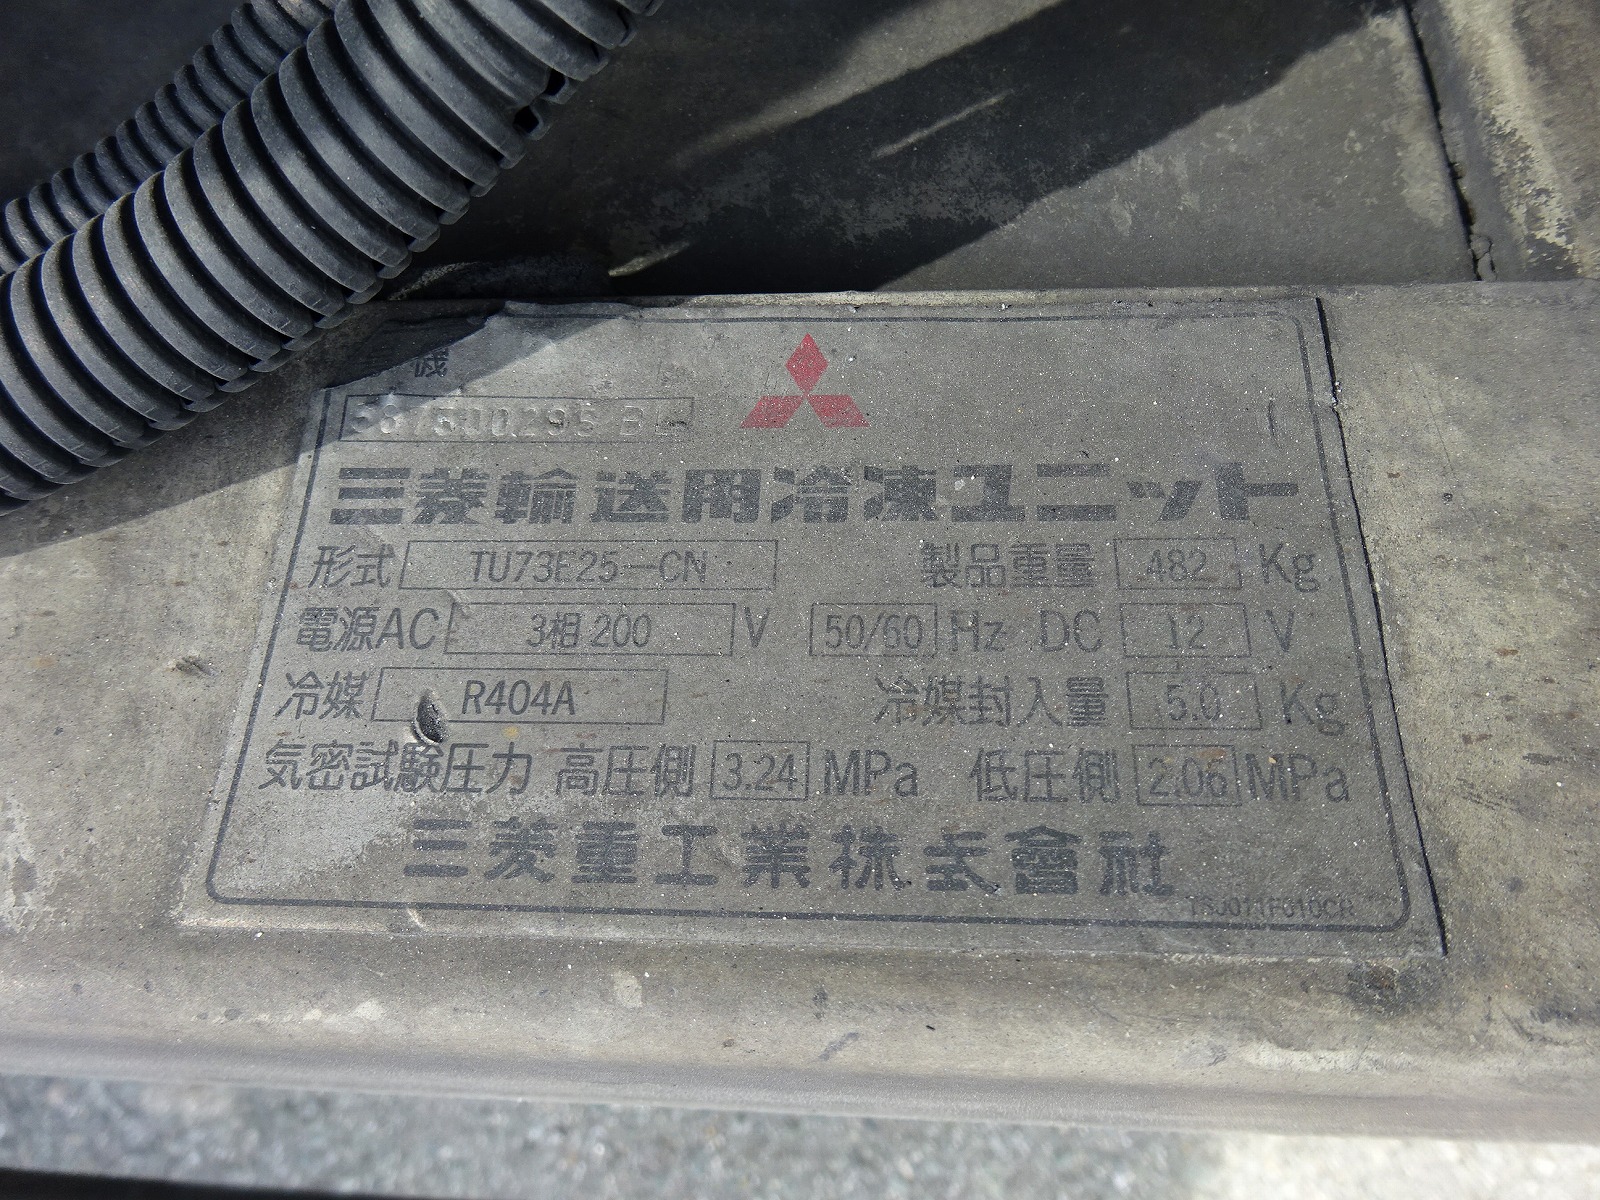 機
587500295BL
三菱輸送用冷凍ユニット
形式 TU73E25-CN 製品重量 482 Kg
電源AC 3相 200 V 50/60 Hz DC 12 V
冷媒 R404A 冷媒封入量 5.0 Kg
気密試験圧力 高圧側 3.24 MPa 低圧側 2.06 MPa
三菱重工業株式會社